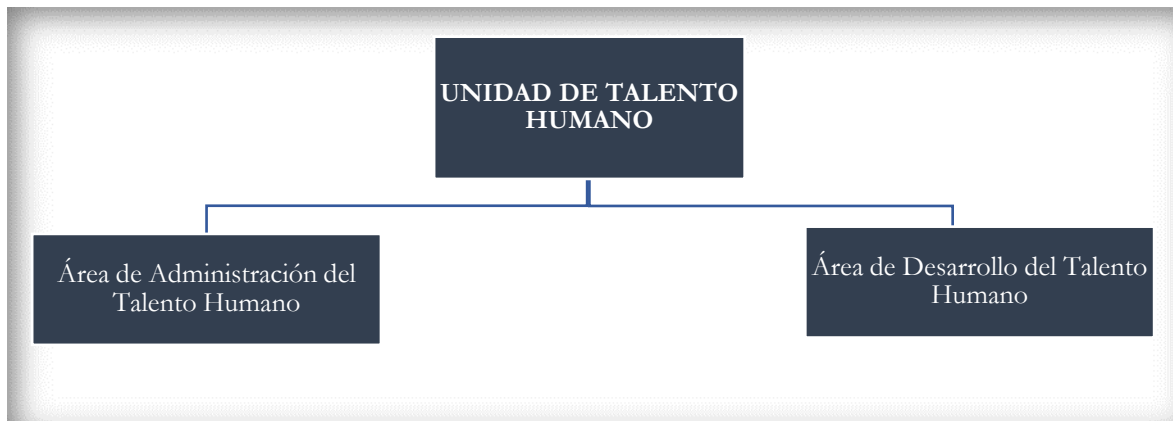 UNIDAD DE TALENTO
HUMANO
Área de Administración del
Talento Humano
Área de Desarrollo del Talento
Humano